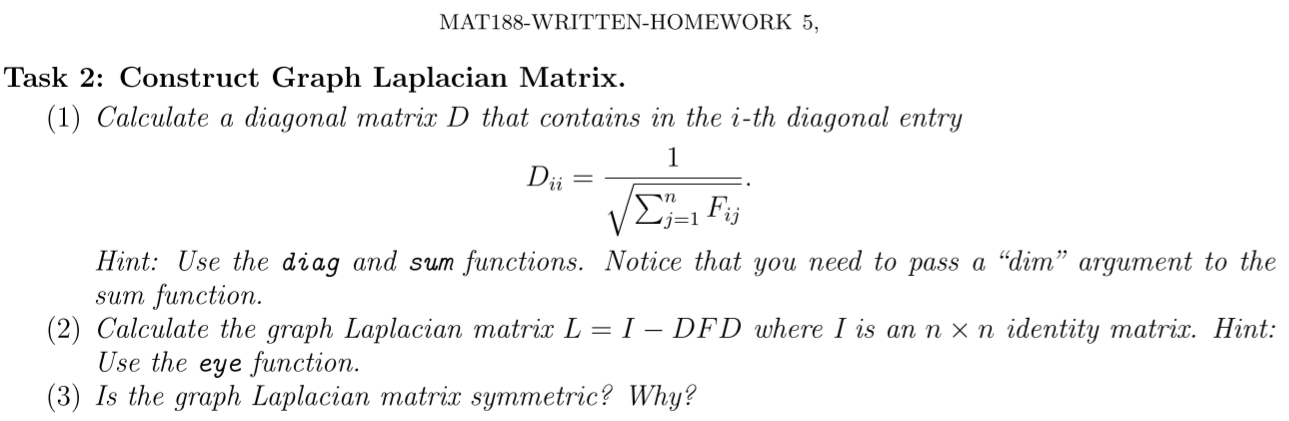 MAT188-WRITTEN-HOMEWORK 5,
Task 2: Construct Graph Laplacian Matrix.
(1) Calculate a diagonal matrix D that contains in the i-th diagonal entry
D_{ii} = \frac{1}{\sqrt{\sum_{j=1}^{n} F_{ij}}}.
Hint: Use the diag and sum functions. Notice that you need to pass a “dim” argument to the
sum function.
(2) Calculate the graph Laplacian matrix L = I − DFD where I is an n × n identity matrix. Hint:
Use the eye function.
(3) Is the graph Laplacian matrix symmetric? Why?